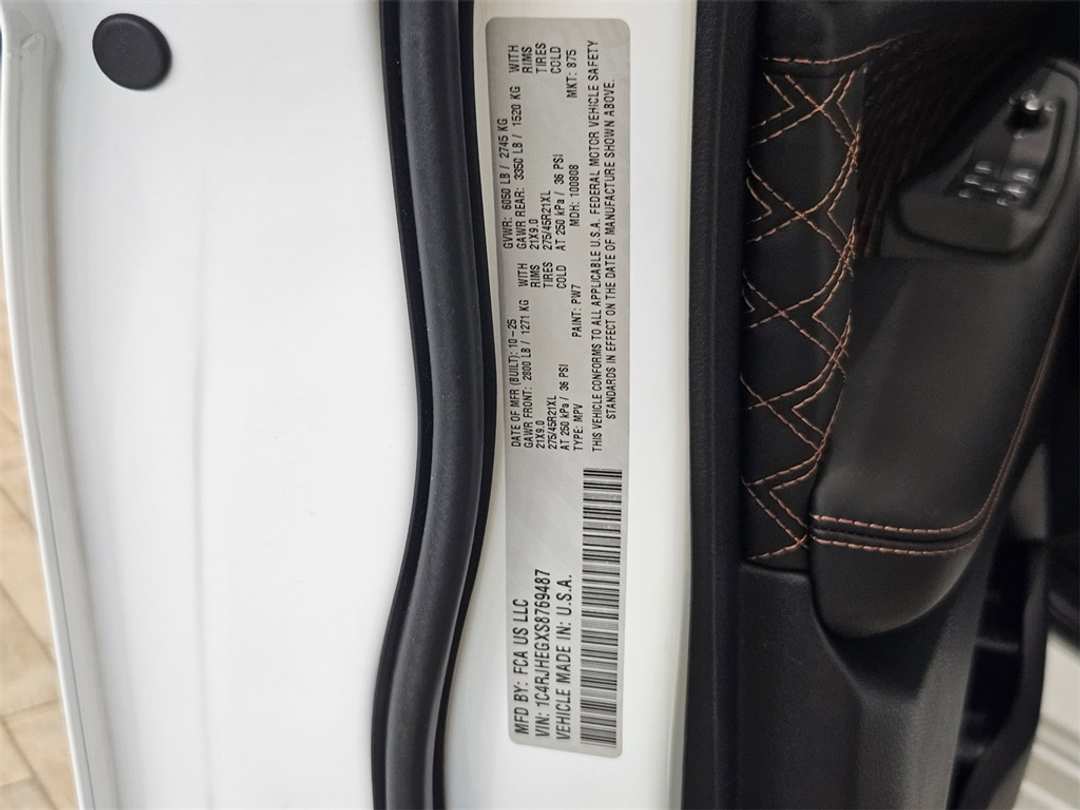 MFD BY: FCA US LLC
VIN: 1C4RJHEGXS8769487
VEHICLE MADE IN: U.S.A.
DATE OF MFR (BUILT): 10-25 GVWR: 6050 LB / 2745 KG
GAWR FRONT: 2800 LB / 1271 KG WITH GAWR REAR: 3350 LB / 1520 KG WITH
21X9.0 RIMS 21X9.0 RIMS
275/45R21XL TIRES 275/45R21XL TIRES
AT 250 kPa / 36 PSI COLD AT 250 kPa / 36 PSI COLD
TYPE: MPV PAINT: PW7 MDH: 100808 MKT: 875
THIS VEHICLE CONFORMS TO ALL APPLICABLE U.S.A. FEDERAL MOTOR VEHICLE SAFETY
STANDARDS IN EFFECT ON THE DATE OF MANUFACTURE SHOWN ABOVE.